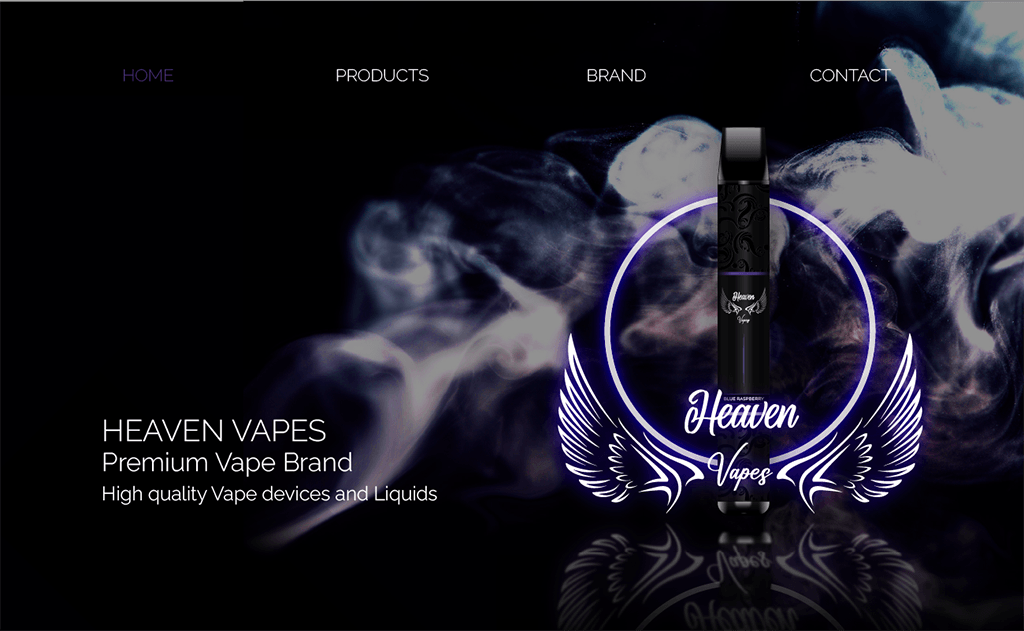 HOME
PRODUCTS
BRAND
CONTACT
Heaven
Vapes
BLUE RASPBERRY
Heaven
Vapes
HEAVEN VAPES
Premium Vape Brand
High quality Vape devices and Liquids